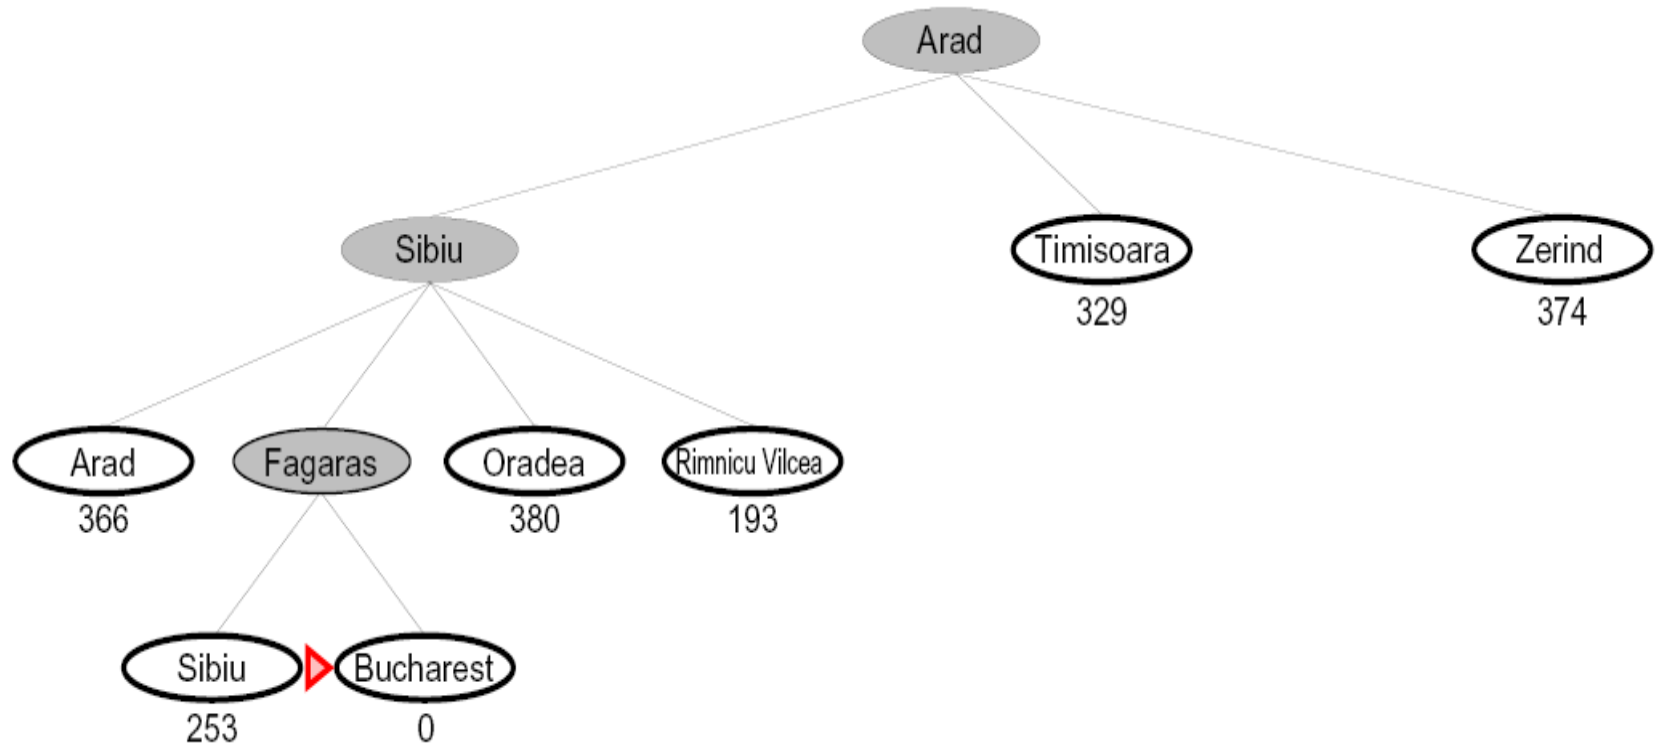 Arad
Sibiu
Timisoara
Zerind
329
374
Arad
Fagaras
Oradea
Rimnicu Vilcea
366
380
193
Sibiu
Bucharest
253
0